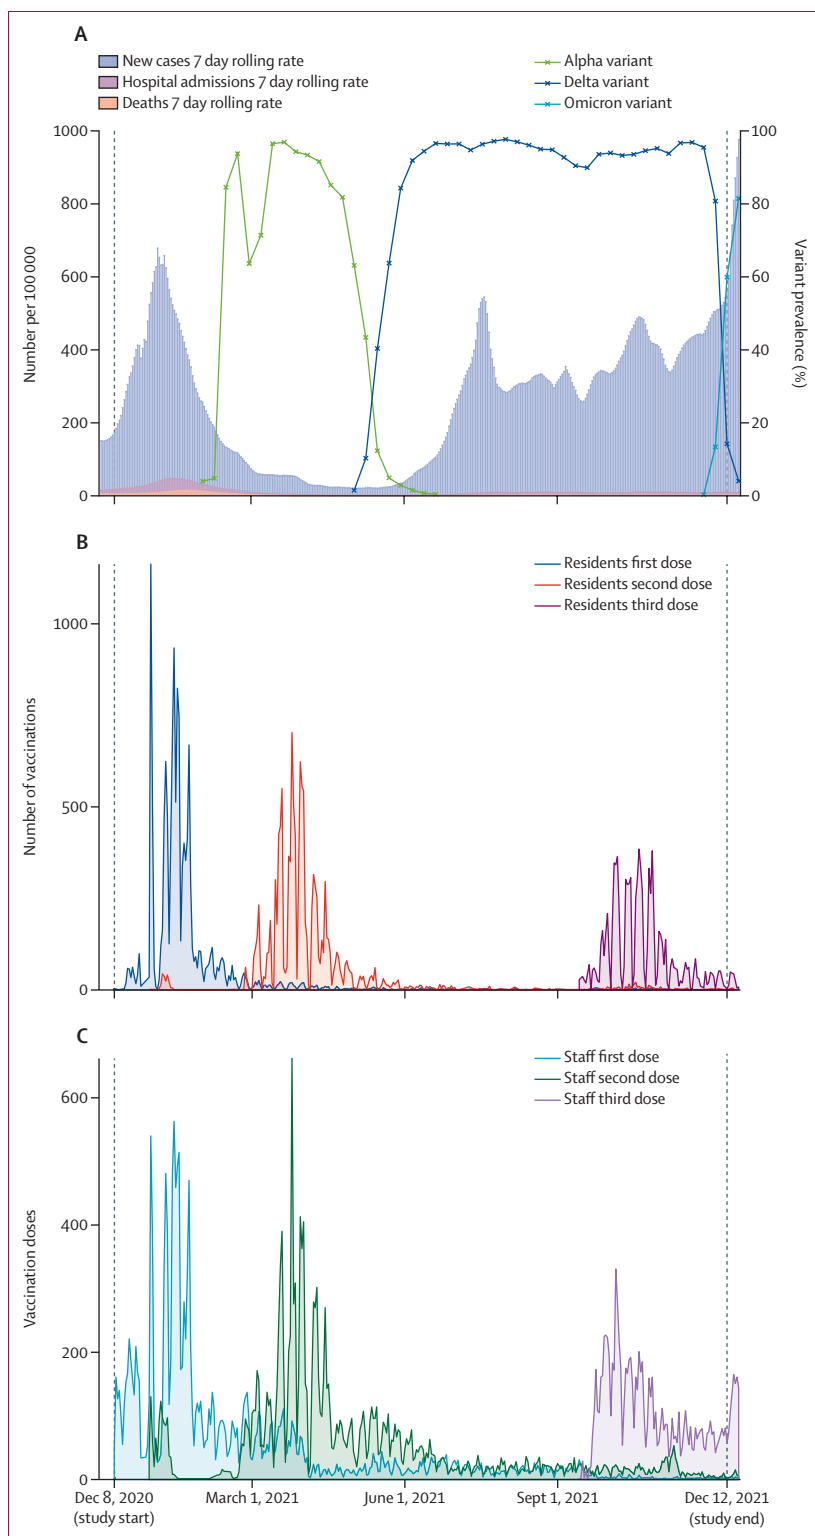 A
New cases 7 day rolling rate
Hospital admissions 7 day rolling rate
Deaths 7 day rolling rate
Alpha variant
Delta variant
Omicron variant
1000
800
600
400
200
0
Number per 100 000
100
80
60
40
20
0
Variant prevalence (%)
B
Residents first dose
Residents second dose
Residents third dose
1000
500
0
Number of vaccinations
C
Staff first dose
Staff second dose
Staff third dose
600
400
200
0
Vaccination doses
Dec 8, 2020
(study start)
March 1, 2021
June 1, 2021
Sept 1, 2021
Dec 12, 2021
(study end)